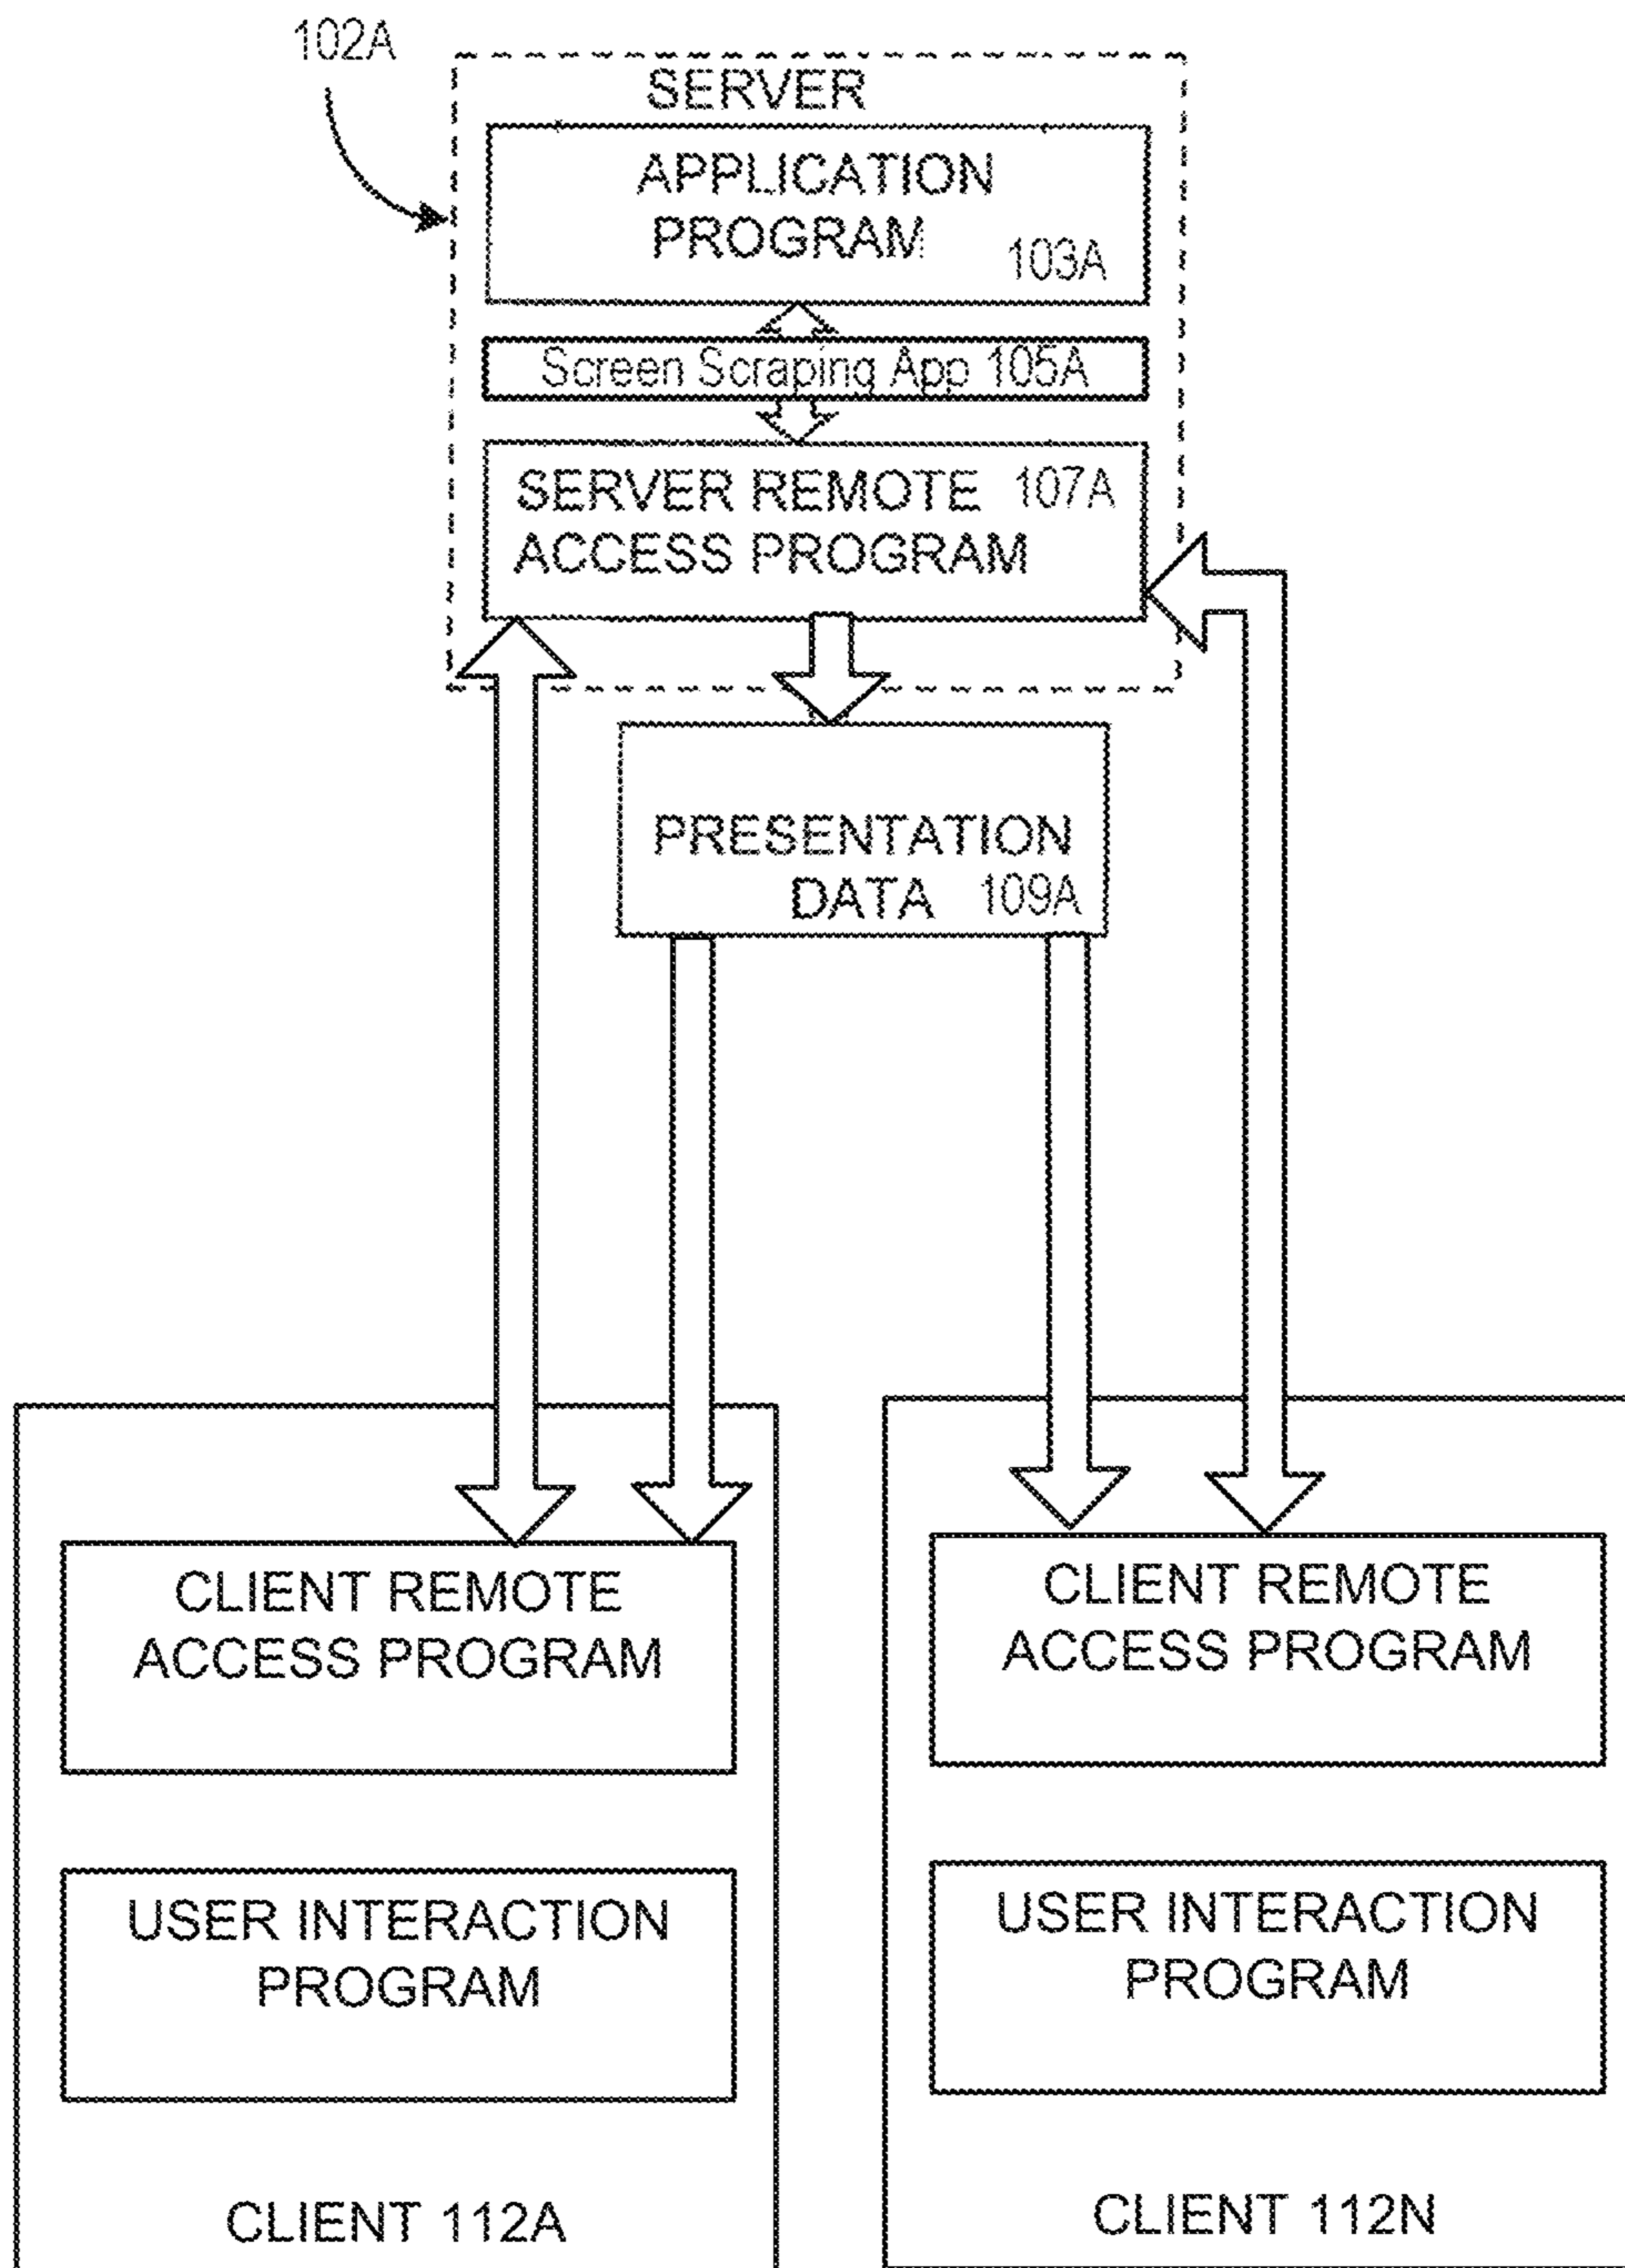 102A
SERVER
APPLICATION
PROGRAM
103A
Screen Scraping App 105A
SERVER REMOTE 107A
ACCESS PROGRAM
PRESENTATION
DATA 109A
CLIENT REMOTE
ACCESS PROGRAM
USER INTERACTION
PROGRAM
CLIENT 112A
CLIENT REMOTE
ACCESS PROGRAM
USER INTERACTION
PROGRAM
CLIENT 112N